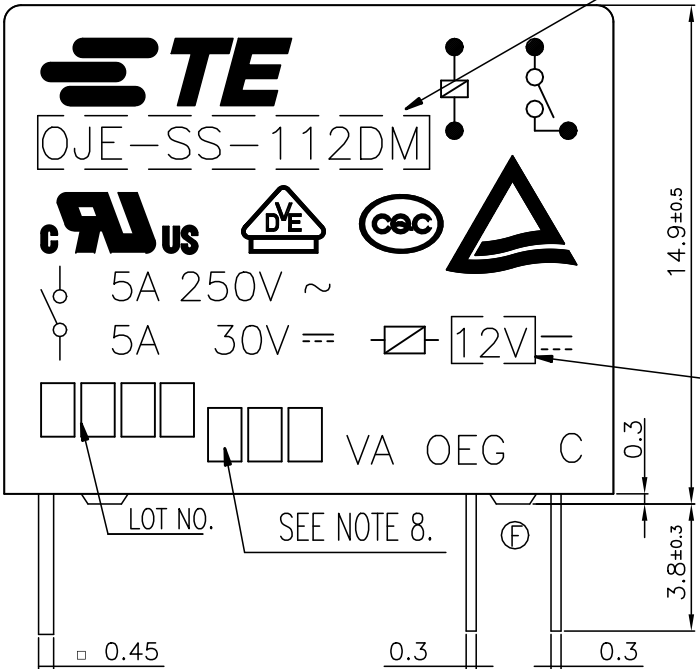 TE
OJE-SS-112DM
C RU US
DVE
CQC
5A 250V ~
5A 30V ⎓
12V ⎓
VA OEG C
LOT NO.
SEE NOTE 8.
F
14.9±0.5
0.3
3.8±0.3
□ 0.45
0.3
0.3